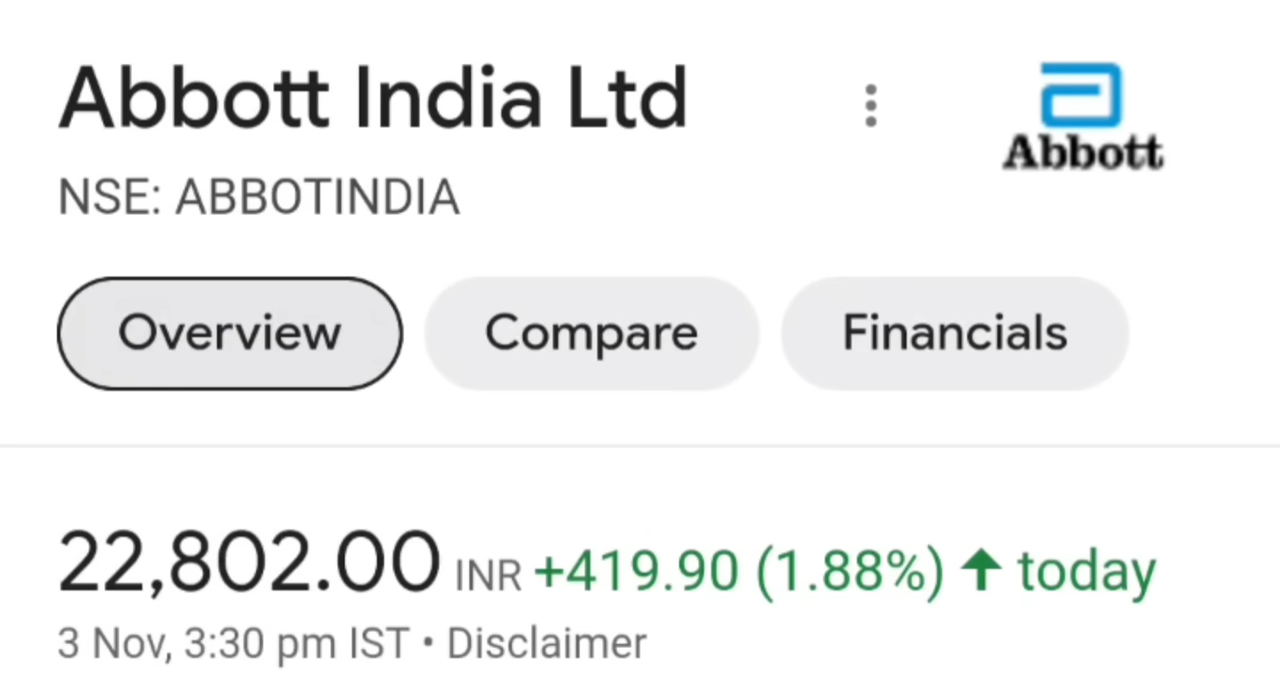 Abbott India Ltd
Abbott
NSE: ABBOTINDIA
Overview Compare Financials
22,802.00 INR +419.90 (1.88%) ↑ today
3 Nov, 3:30 pm IST • Disclaimer